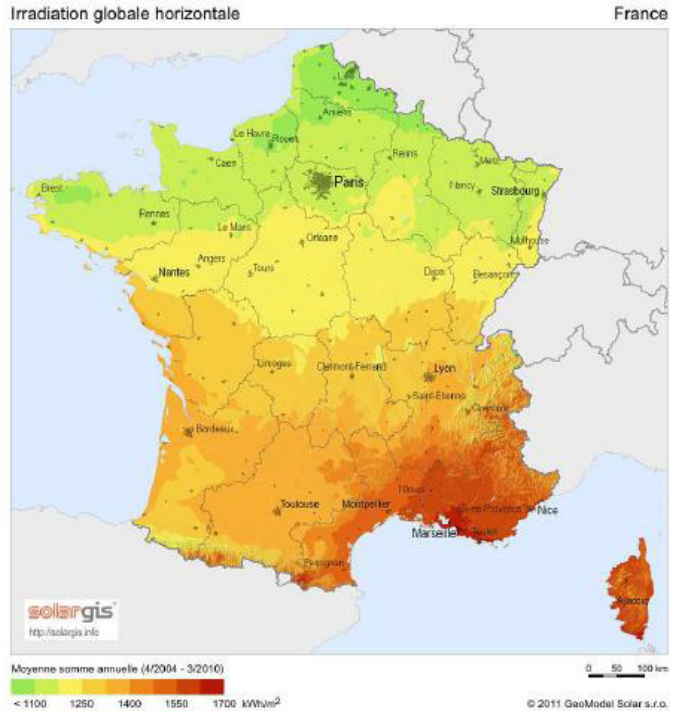 Irradiation globale horizontale
France
Amiens
Le Havre
Rouen
Caen
Reims
Metz
Paris
Nancy
Strasbourg
Brest
Rennes
Le Mans
Orléans
Mulhouse
Angers
Nantes
Tours
Dijon
Besançon
Limoges
Clermont-Ferrand
Lyon
Saint-Etienne
Grenoble
Bordeaux
Nîmes
Toulouse
Montpellier
Nice
Marseille
Toulon
Perpignan
Ajaccio
solargis
http://solargis.info
Moyenne somme annuelle (4/2004 - 3/2010)
0 50 100 km
< 1100 1250 1400 1550 1700 kWh/m²
© 2011 GeoModel Solar s.r.o.